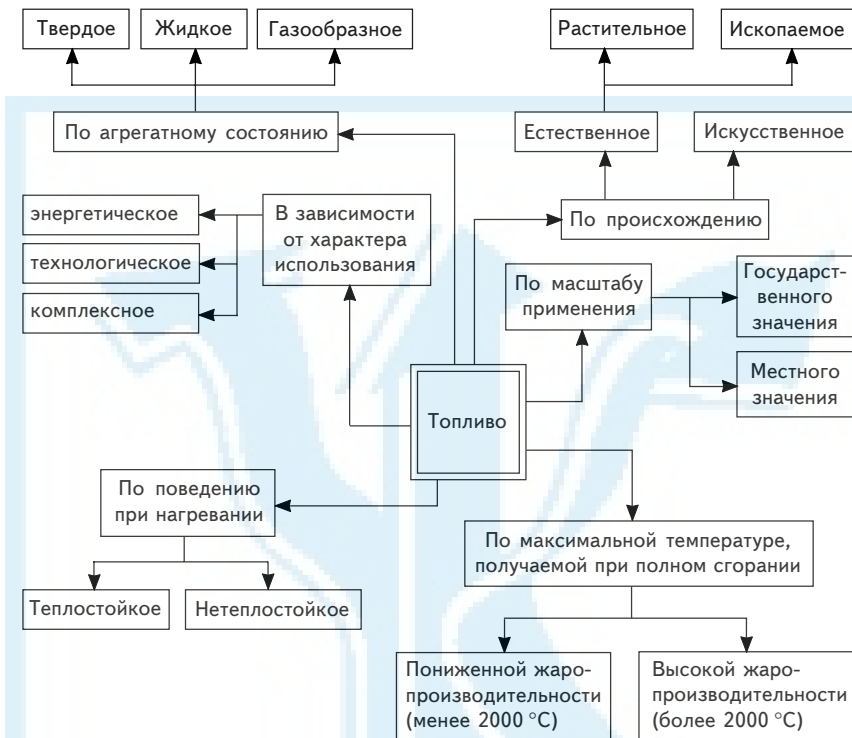 Твердое
Жидкое
Газообразное
Растительное
Ископаемое
По агрегатному состоянию
Естественное
Искусственное
энергетическое
технологическое
комплексное
В зависимости
от характера
использования
По происхождению
По масштабу
применения
Государст-
венного
значения
Местного
значения
Топливо
По поведению
при нагревании
Теплостойкое
Нетеплостойкое
По максимальной температуре,
получаемой при полном сгорании
Пониженной жаро-
производительности
(менее 2000 °C)
Высокой жаро-
производительности
(более 2000 °C)